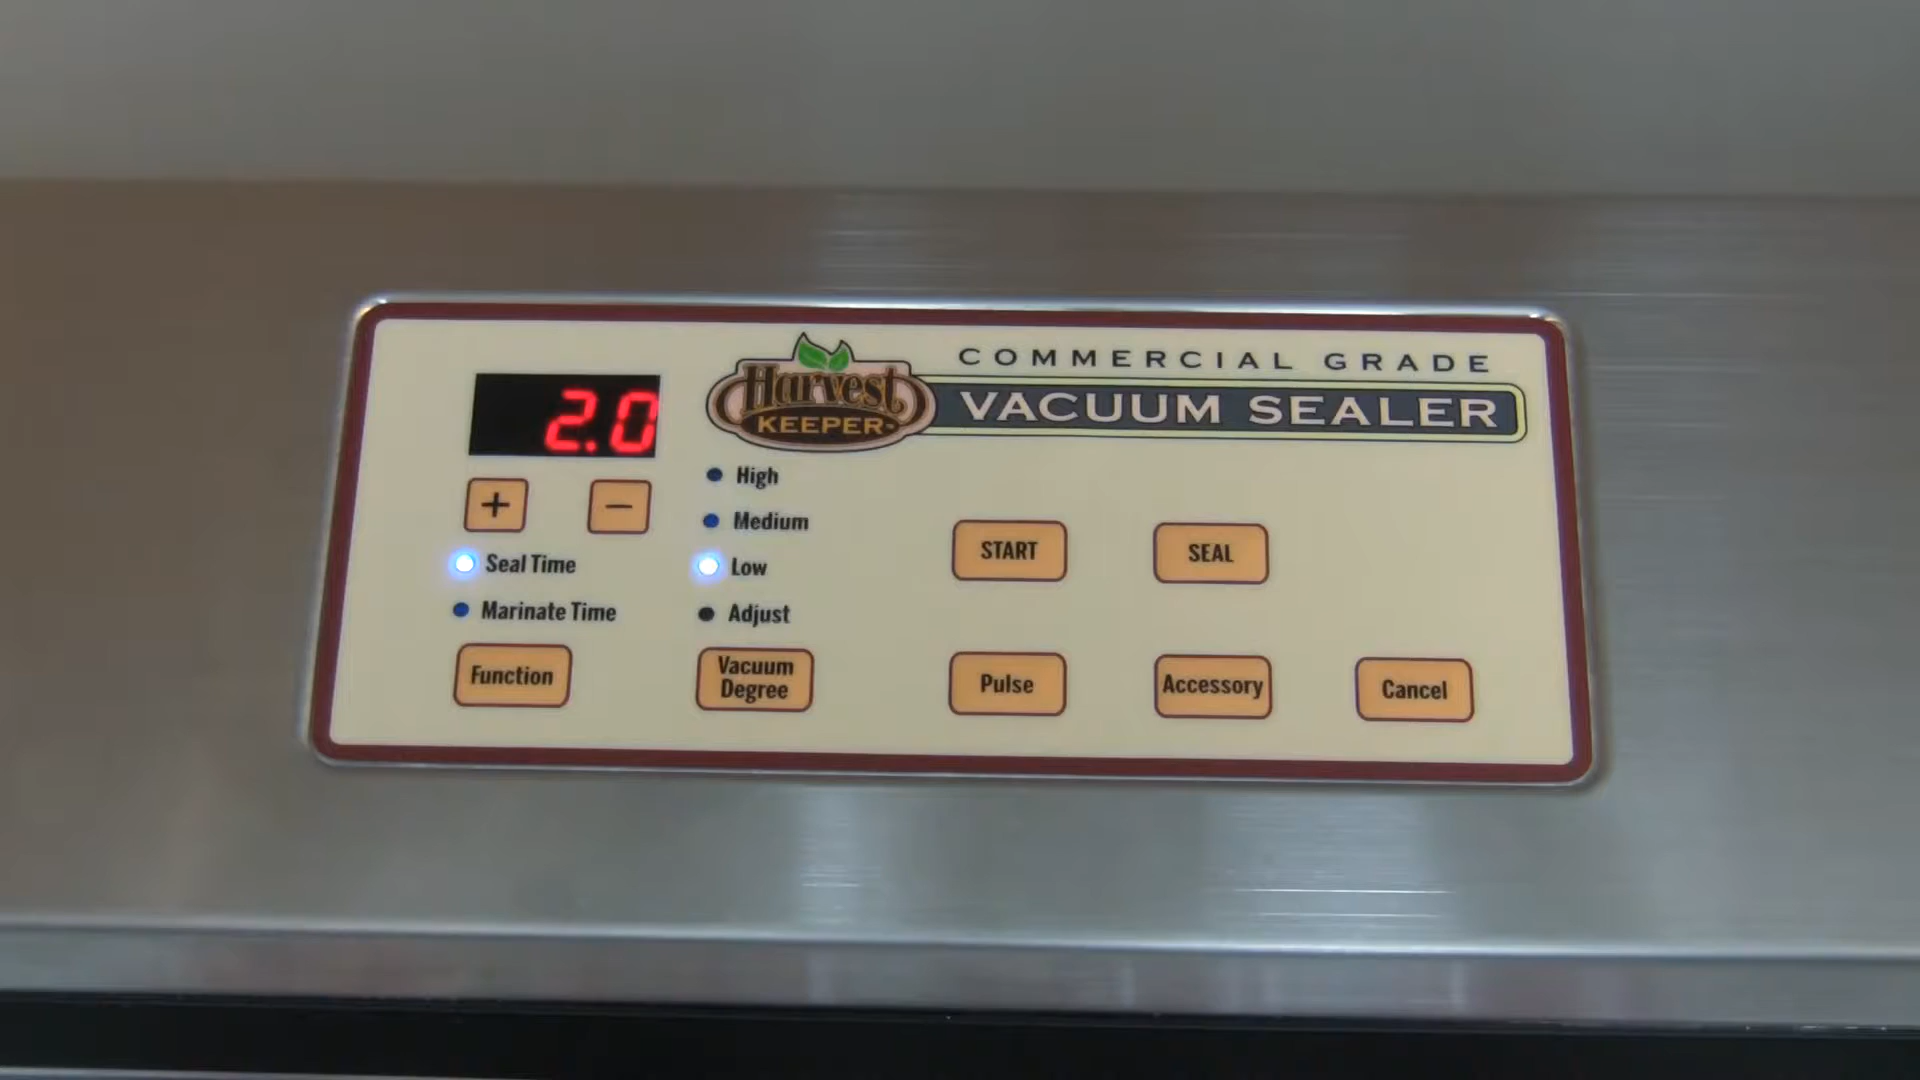 COMMERCIAL GRADE
Harvest
KEEPER
VACUUM SEALER
2.0
+ −
High
Medium
Low
Adjust
Seal Time
Marinate Time
Function
Vacuum
Degree
START
SEAL
Pulse
Accessory
Cancel